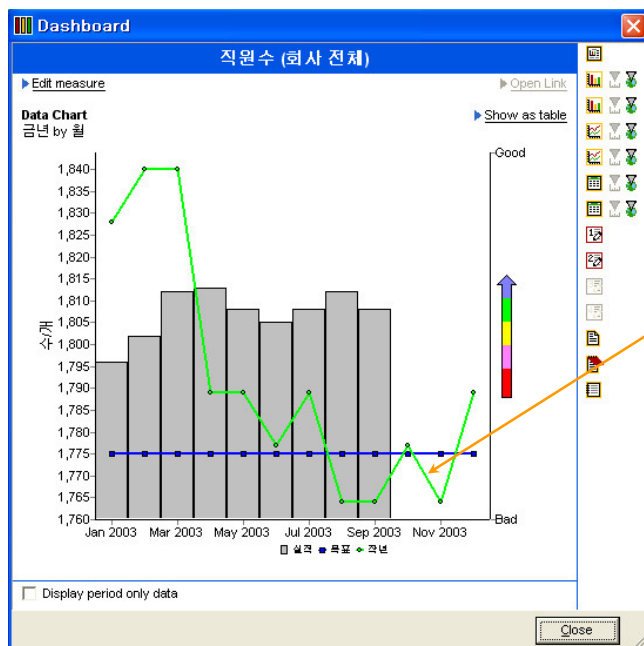 Dashboard
직원수 (회사 전체)
Edit measure
Open Link
Data Chart
Show as table
금년 by 월
Good
1,840
1,835
1,830
1,825
1,820
1,815
1,810
1,805
수/개
1,800
1,795
1,790
1,785
1,780
1,775
1,770
1,765
1,760
Bad
Jan 2003 Mar 2003 May 2003 Jul 2003 Sep 2003 Nov 2003
실적 목표 작년
Display period only data
Close